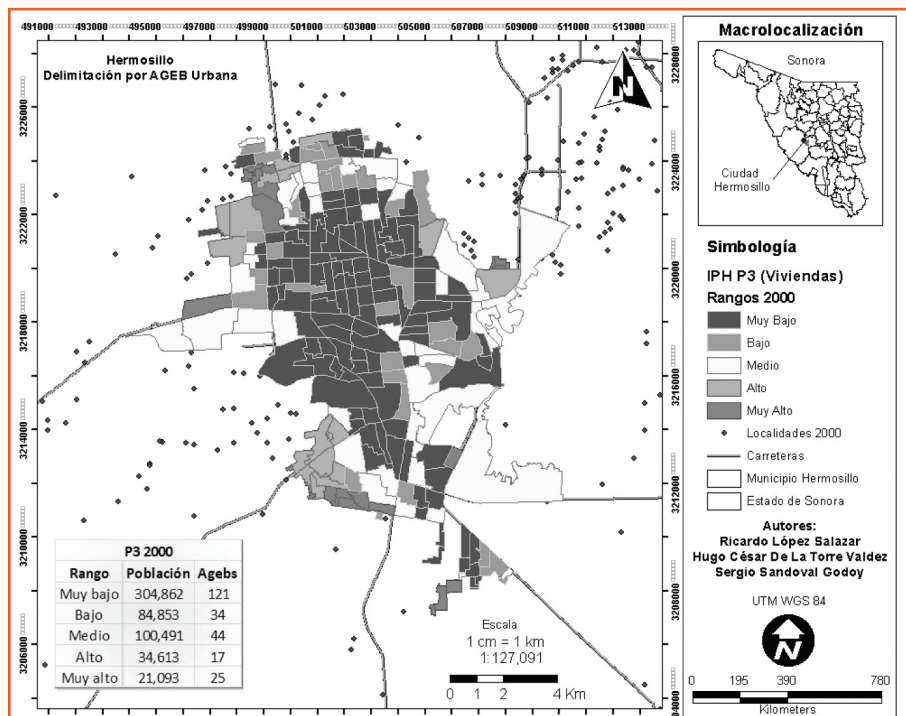 491000 493000 495000 497000 499000 501000 503000 505000 507000 509000 511000 513000
Hermosillo
Delimitación por AGEB Urbana
N
3228000
3226000
3224000
3222000
3220000
3218000
3216000
3214000
3212000
3210000
3208000
3206000
P3 2000
Rango Población Agebs
Muy bajo 304,862 121
Bajo 84,853 34
Medio 100,491 44
Alto 34,613 17
Muy alto 21,093 25
Escala
1 cm = 1 km
1:127,091
0 1 2 4 Km
3228000
3224000
3220000
3216000
3212000
3208000
Macrolocalización
Sonora
Ciudad
Hermosillo
Simbología
IPH P3 (Viviendas)
Rangos 2000
Muy Bajo
Bajo
Medio
Alto
Muy Alto
Localidades 2000
Carreteras
Municipio Hermosillo
Estado de Sonora
Autores:
Ricardo López Salazar
Hugo César De La Torre Valdez
Sergio Sandoval Godoy
UTM WGS 84
N
0 195 390 780
Kilometers